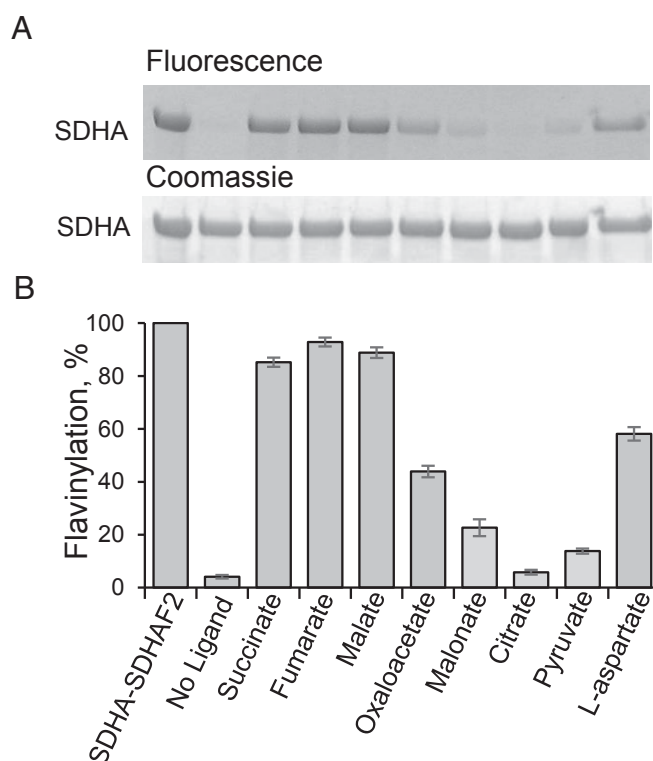 A
Fluorescence
SDHA
Coomassie
SDHA
B
Flavinylation, %
100
80
60
40
20
0
SDHA-SDHAF2
No Ligand
Succinate
Fumarate
Malate
Oxaloacetate
Malonate
Citrate
Pyruvate
L-aspartate